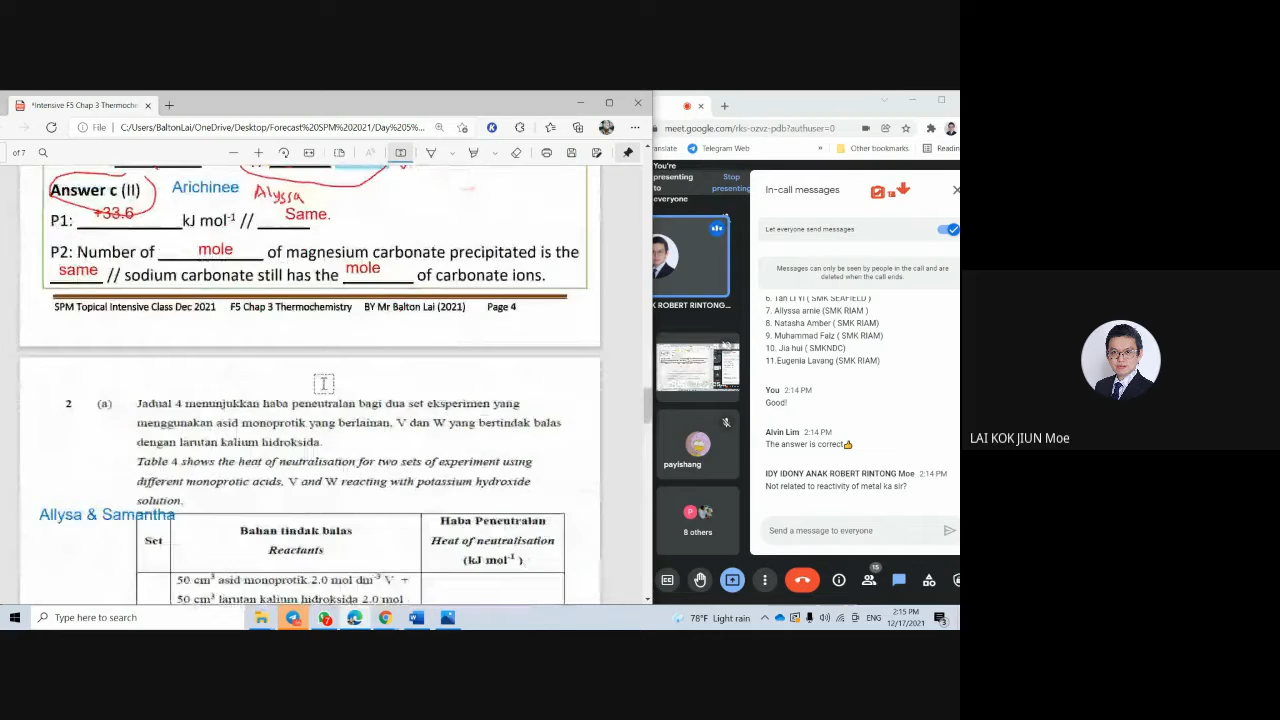 *Intensive F5 Chap 3 Thermoche
File
C:/Users/BaltonLai/OneDrive/Desktop/Forecast%20SPM%202021/Day%205%...
of 7
Answer c (II)
Arichinee
Alyssa
+33.6
Same.
P1: ____________kJ mol-1 // ______
P2: Number of ____________ of magnesium carbonate precipitated is the
mole
same
______ // sodium carbonate still has the ________ of carbonate ions.
mole
SPM Topical Intensive Class Dec 2021 F5 Chap 3 Thermochemistry BY Mr Balton Lai (2021) Page 4
2 (a) Jadual 4 menunjukkan haba peneutralan bagi dua set eksperimen yang
menggunakan asid monoprotik yang berlainan, V dan W yang bertindak balas
dengan larutan kalium hidroksida.
Table 4 shows the heat of neutralisation for two sets of experiment using
different monoprotic acids, V and W reacting with potassium hydroxide
solution.
Allysa & Samantha
Set
Bahan tindak balas
Reactants
Haba Peneutralan
Heat of neutralisation
(kJ mol-1 )
50 cm³ asid monoprotik 2.0 mol dm-3 V +
50 cm³ larutan kalium hidroksida 2.0 mol
meet.google.com/rks-ozvz-pdb?authuser=0
anslate
Telegram Web
»
Other bookmarks
Readin
You're
presenting
to
everyone
Stop
presenting
K ROBERT RINTONG
payishang
P
8 others
In-call messages
Let everyone send messages
Messages can only be seen by people in the call and are
deleted when the call ends.
6. Tan Li Yi ( SMK SEAFIELD )
7. Allyssa arnie(SMK RIAM )
8. Natasha Amber ( SMK RIAM)
9. Muhammad Faiz ( SMK RIAM)
10. Jia hui ( SMKNDC)
11.Eugenia Lavang (SMK RIAM)
You 2:14 PM
Good!
Alvin Lim 2:14 PM
The answer is correct👍
IDY IDONY ANAK ROBERT RINTONG Moe 2:14 PM
Not related to reactivity of metal ka sir?
Send a message to everyone
15
LAI KOK JIUN Moe
Type here to search
7
78°F Light rain
ENG
2:15 PM
12/17/2021
3